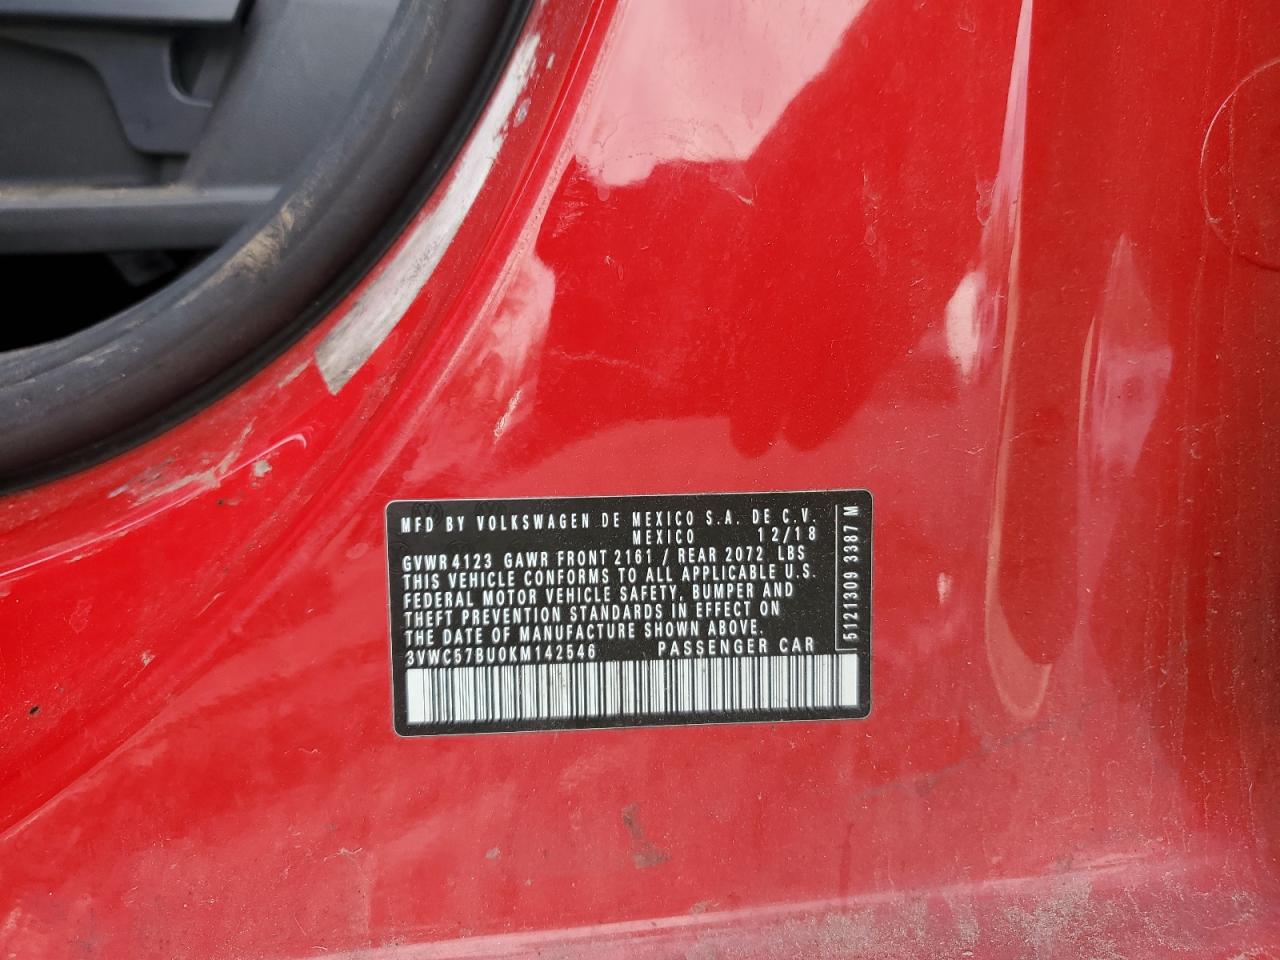 MFD BY VOLKSWAGEN DE MEXICO S.A. DE C.V.
MEXICO 12/18
GVWR 4123 GAWR FRONT 2161 / REAR 2072 LBS
THIS VEHICLE CONFORMS TO ALL APPLICABLE U.S.
FEDERAL MOTOR VEHICLE SAFETY, BUMPER AND
THEFT PREVENTION STANDARDS IN EFFECT ON
THE DATE OF MANUFACTURE SHOWN ABOVE.
3VWC57BU0KM142546 PASSENGER CAR
5121309 3387 M